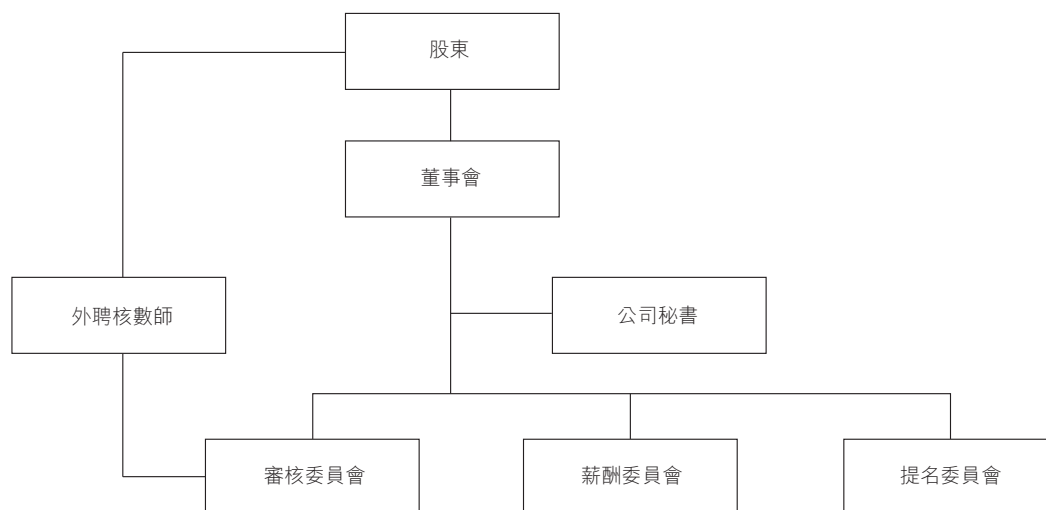 股東
董事會
外聘核數師
公司秘書
審核委員會
薪酬委員會
提名委員會